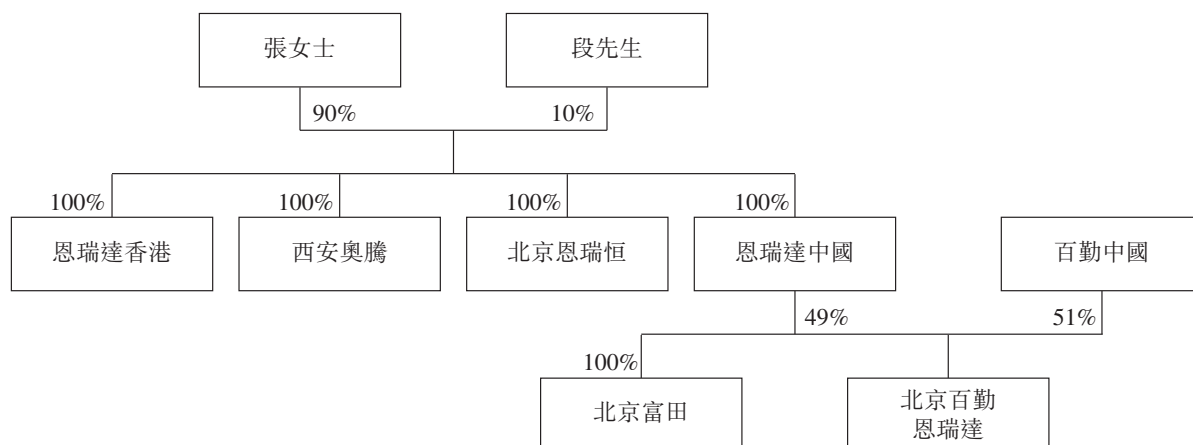 張女士
段先生
90%
10%
100%
100%
100%
100%
恩瑞達香港
西安奧騰
北京恩瑞恒
恩瑞達中國
百勤中國
49%
51%
100%
北京富田
北京百勤
恩瑞達